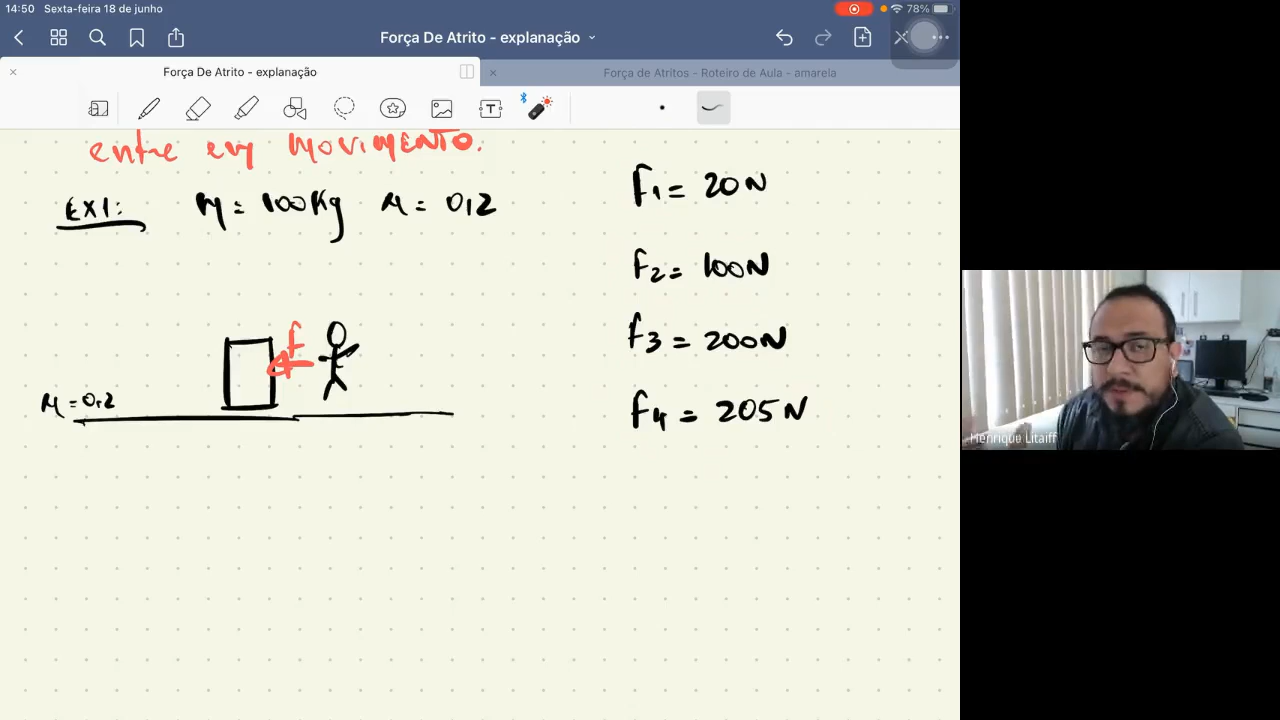 14:50 Sexta-feira 18 de junho
78%
Força De Atrito - explanação
Força De Atrito - explanação
Força de Atritos - Roteiro de Aula - amarela
T
entre em movimento.
EX1: M = 100Kg μ = 0,2
F1 = 20N
F2 = 100N
F
F3 = 200N
μ = 0,2
F4 = 205N
Henrique Litaiff